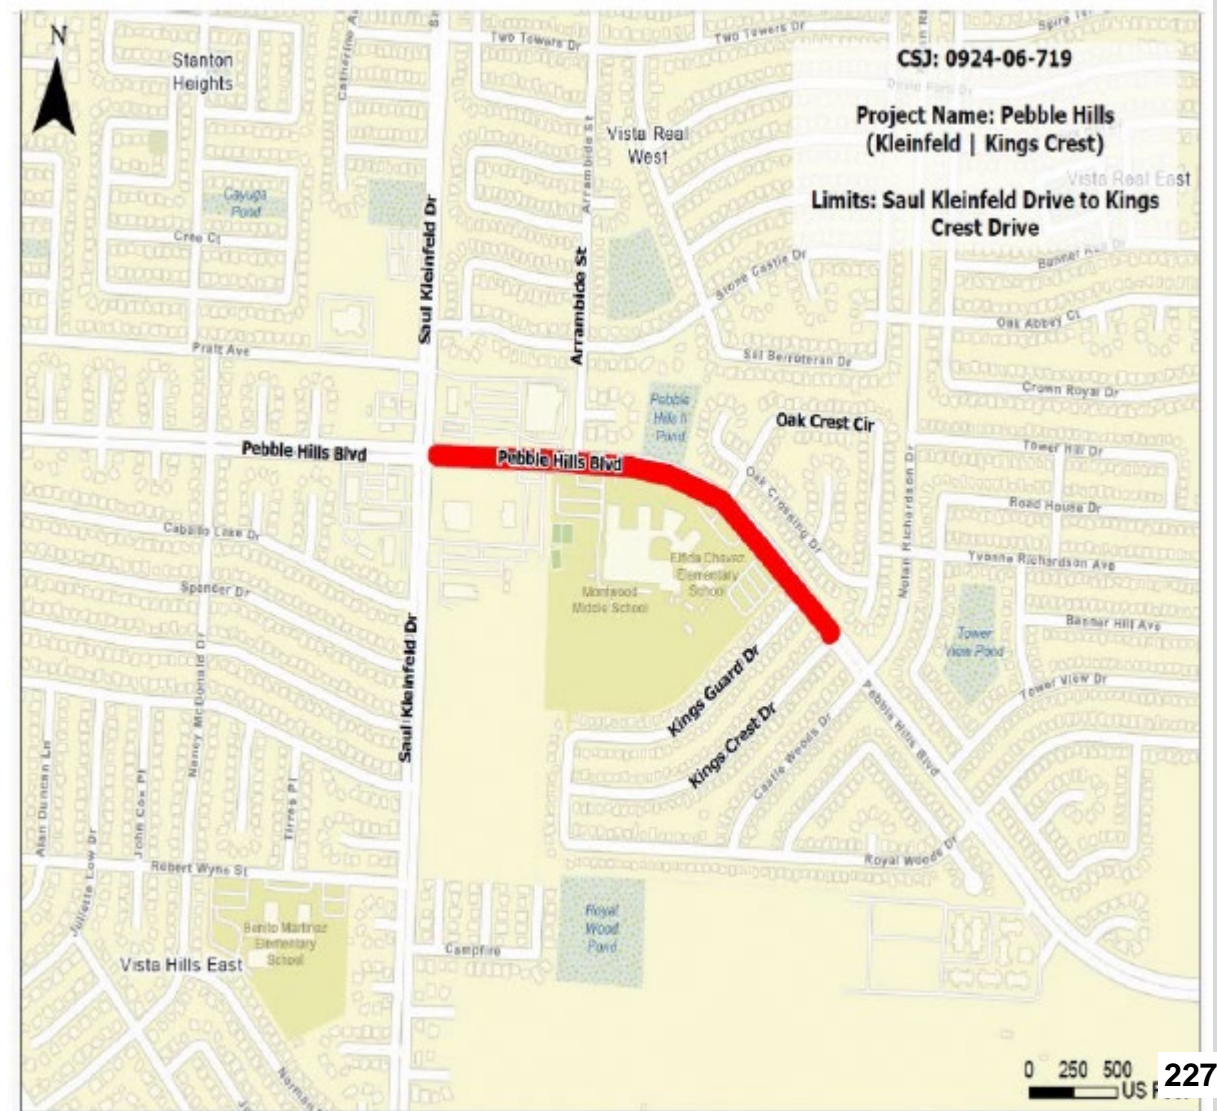 N
Stanton
Heights
Two Towers Dr
Two Towers Dr
CSJ: 0924-06-719
Project Name: Pebble Hills
(Kleinfeld | Kings Crest)
Limits: Saul Kleinfeld Drive to Kings
Crest Drive
Vista Real
West
Vista Real East
Arrambide St
Cayuga
Pond
Cree Ct
Saul Kleinfeld Dr
Arrambide St
Stone Castle Dr
Oak Abbey Ct
Pratt Ave
Sal Berroteran Dr
Crown Royal Dr
Pebble
Hills II
Pond
Oak Crest Cir
Tower Hill Dr
Pebble Hills Blvd
Pebble Hills Blvd
Oak Crossing Dr
Nolan Richardson Dr
Road House Dr
Caballo Lake Dr
Elfida Chavez
Elementary
School
Yvonne Richardson Ave
Spencer Dr
Montwood
Middle School
Banner Hill Ave
Tower
View Pond
Saul Kleinfeld Dr
Nancy McDonald Dr
Kings Guard Dr
Tower View Dr
Kings Crest Dr
Castle Woods Dr
Pebble Hills Blvd
Alan Duncan Ln
Juliette Low Dr
John Cox Pl
Tirres Pl
Robert Wynn St
Royal Woods Dr
Benito Martinez
Elementary
School
Royal
Wood
Pond
Campfire
Vista Hills East
Norman
0 250 500
US F
227